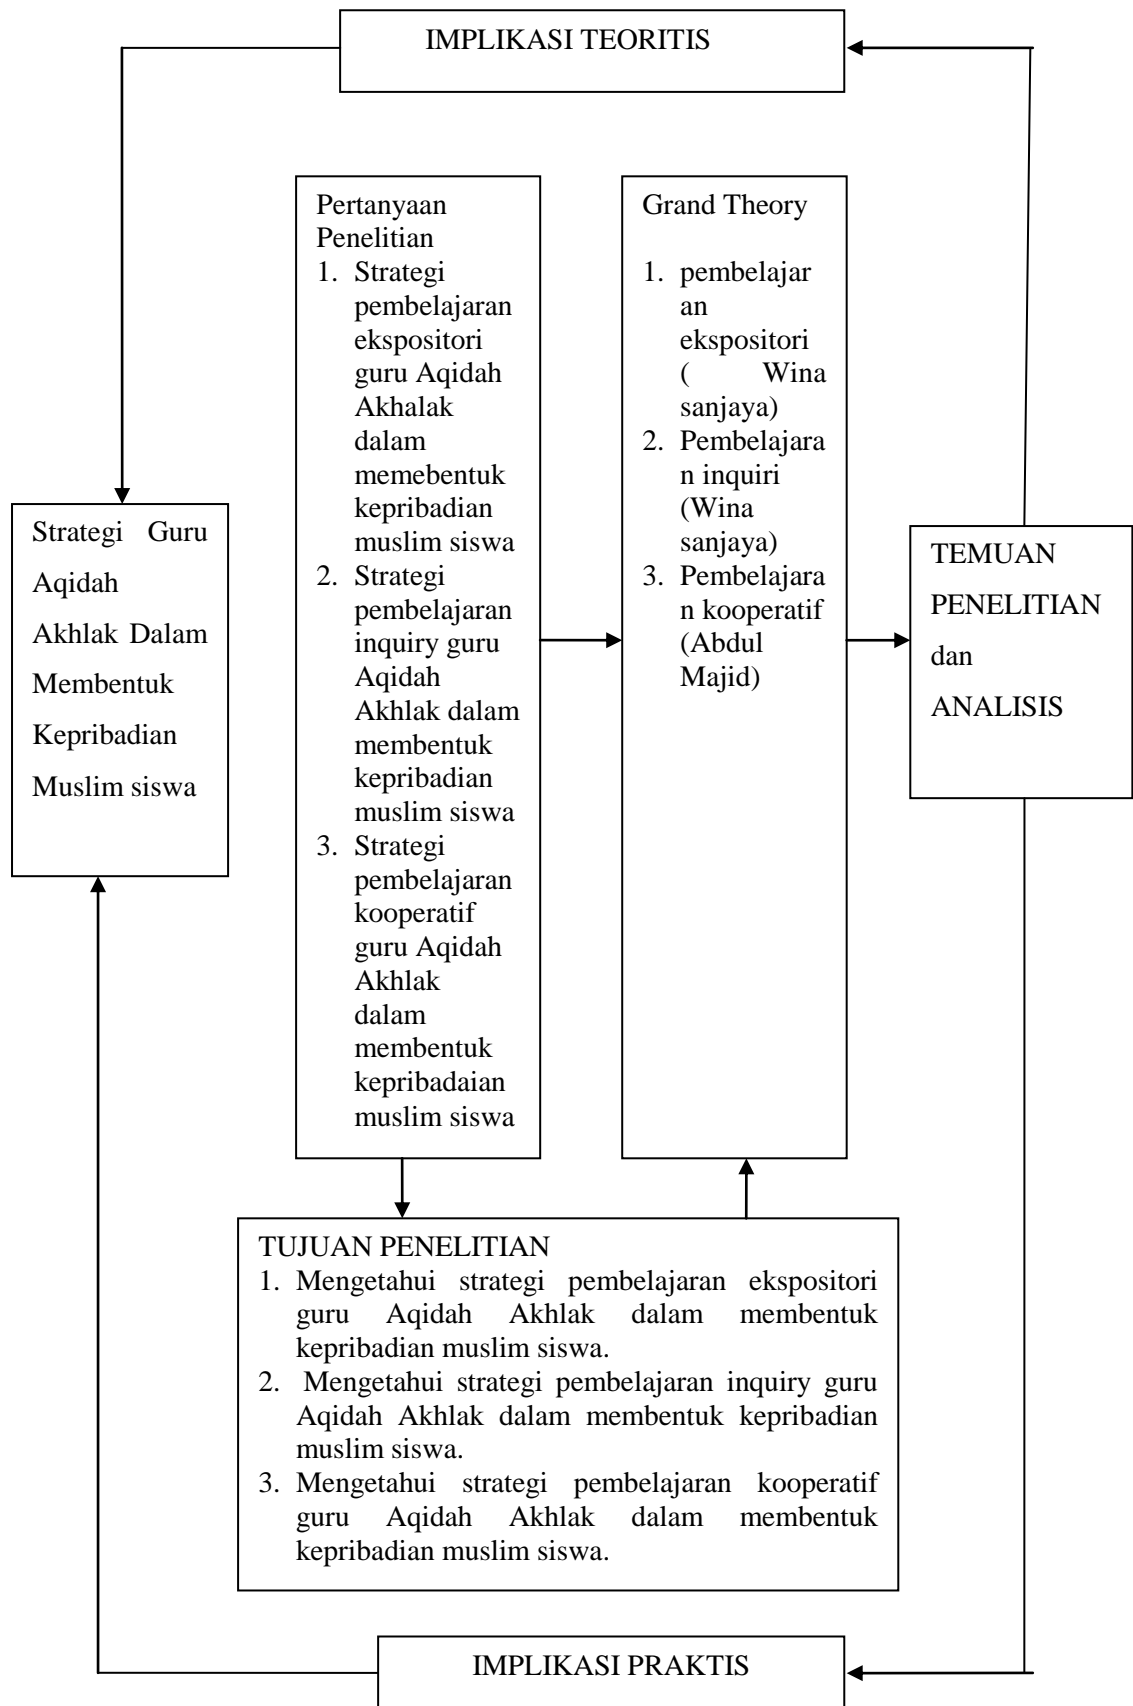 IMPLIKASI TEORITIS
Pertanyaan
Penelitian
1. Strategi
pembelajaran
ekspositori
guru Aqidah
Akhalak
dalam
memebentuk
kepribadian
muslim siswa
2. Strategi
pembelajaran
inquiry guru
Aqidah
Akhlak dalam
membentuk
kepribadian
muslim siswa
3. Strategi
pembelajaran
kooperatif
guru Aqidah
Akhlak
dalam
membentuk
kepribadaian
muslim siswa
Grand Theory
1. pembelajar
an
ekspositori
( Wina
sanjaya)
2. Pembelajara
n inquiri
(Wina
sanjaya)
3. Pembelajara
n kooperatif
(Abdul
Majid)
Strategi Guru
Aqidah
Akhlak Dalam
Membentuk
Kepribadian
Muslim siswa
TEMUAN
PENELITIAN
dan
ANALISIS
TUJUAN PENELITIAN
1. Mengetahui strategi pembelajaran ekspositori
guru Aqidah Akhlak dalam membentuk
kepribadian muslim siswa.
2. Mengetahui strategi pembelajaran inquiry guru
Aqidah Akhlak dalam membentuk kepribadian
muslim siswa.
3. Mengetahui strategi pembelajaran kooperatif
guru Aqidah Akhlak dalam membentuk
kepribadian muslim siswa.
IMPLIKASI PRAKTIS